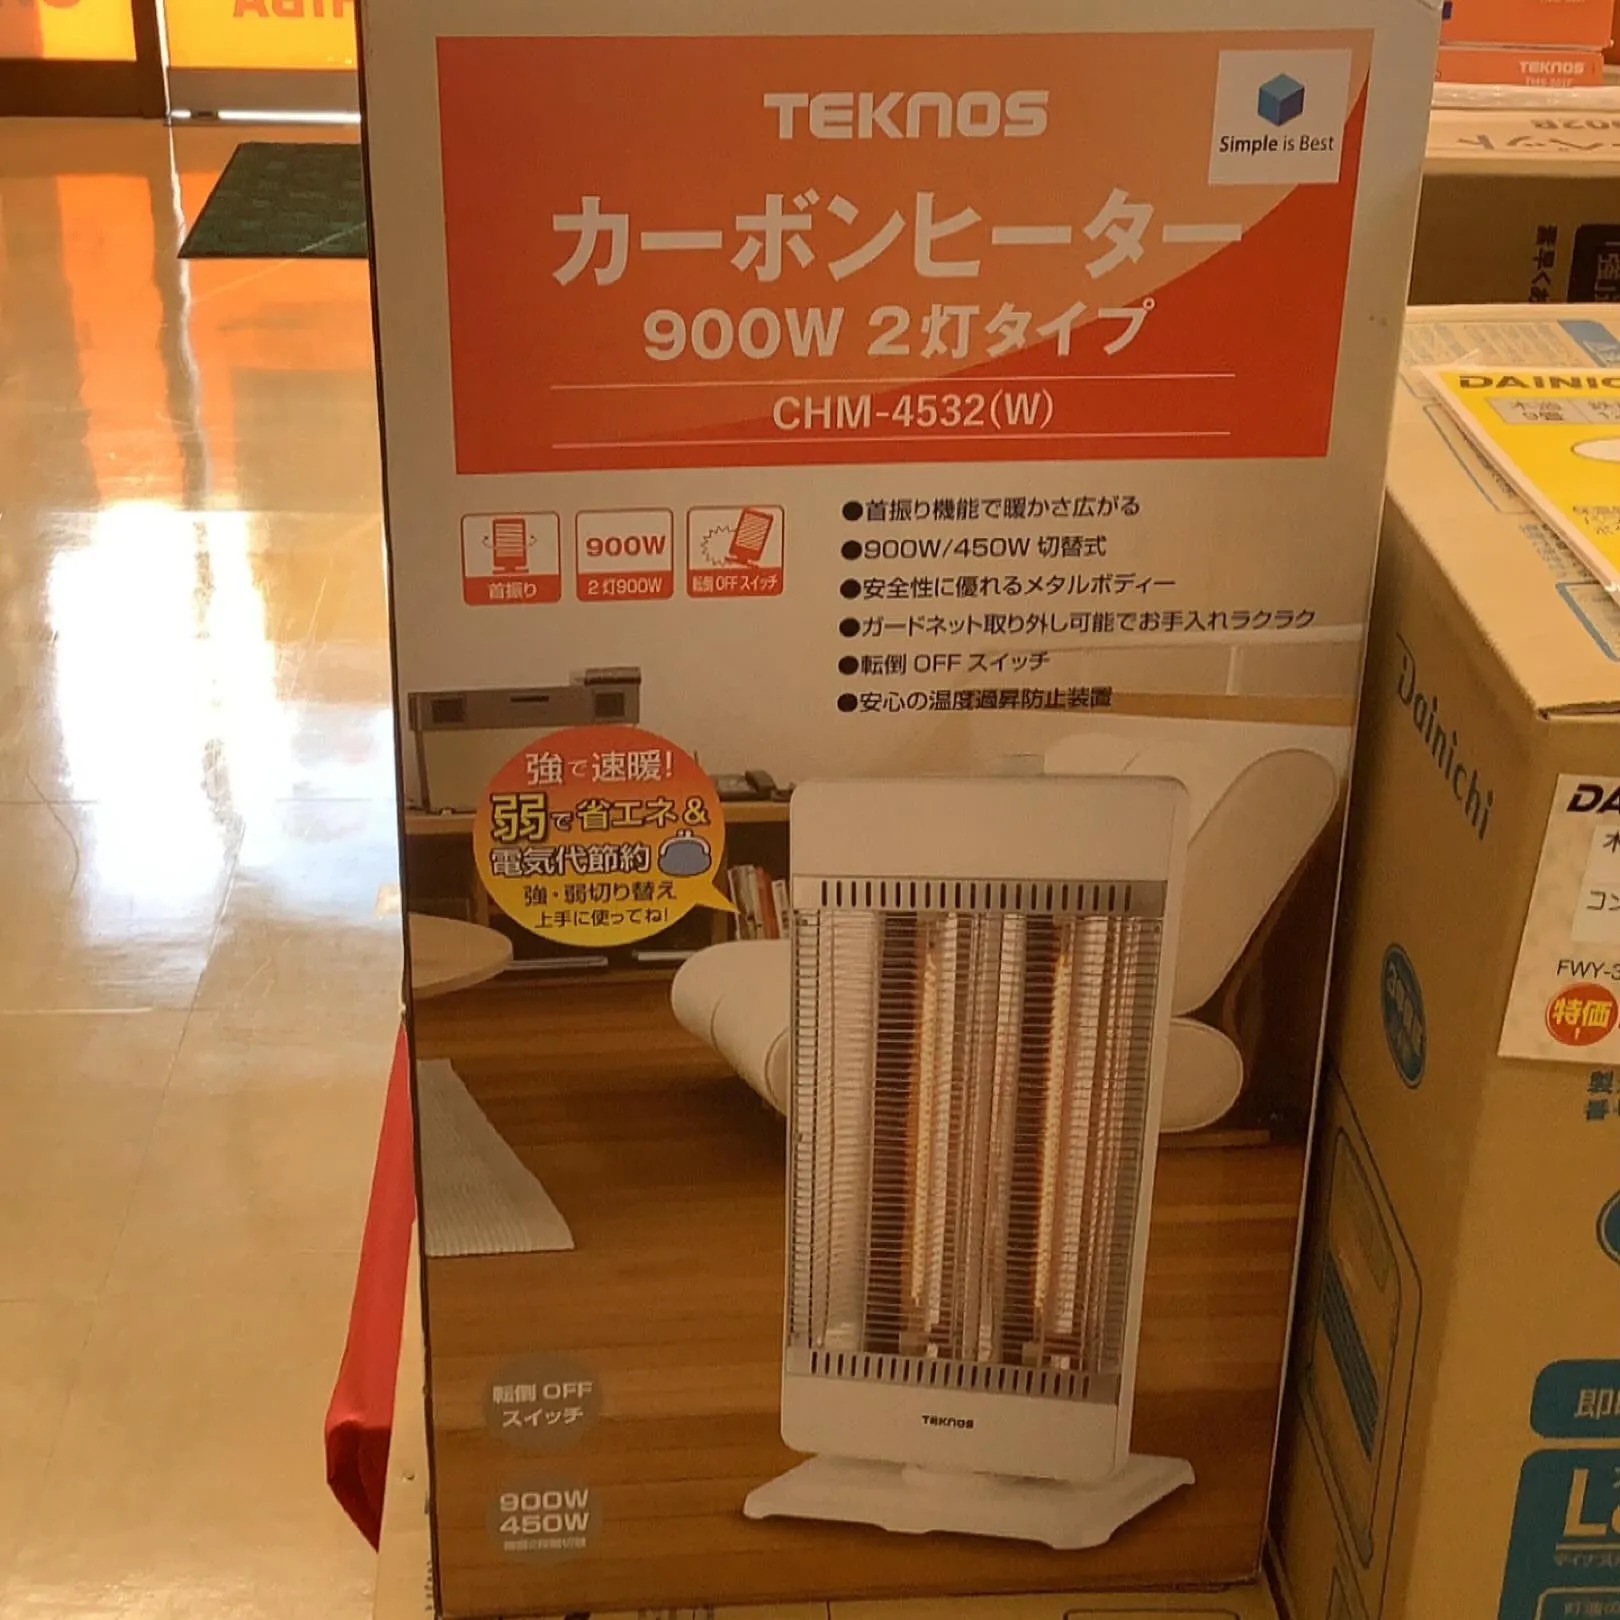 TEKNOS
Simple is Best
カーボンヒーター
900W 2灯タイプ
CHM-4532(W)
首振り
900W
2灯900W
転倒OFFスイッチ
●首振り機能で暖かさ広がる
●900W/450W 切替式
●安全性に優れるメタルボディー
●ガードネット取り外し可能でお手入れラクラク
●転倒 OFF スイッチ
●安心の温度過昇防止装置
強で速暖!
弱で省エネ&
電気代節約
強・弱切り替え
上手に使ってね!
TEKNOS
転倒 OFF
スイッチ
900W
450W
TEKNOS
DAINIC
Dainichi
DA
コン
FWY-3
特価